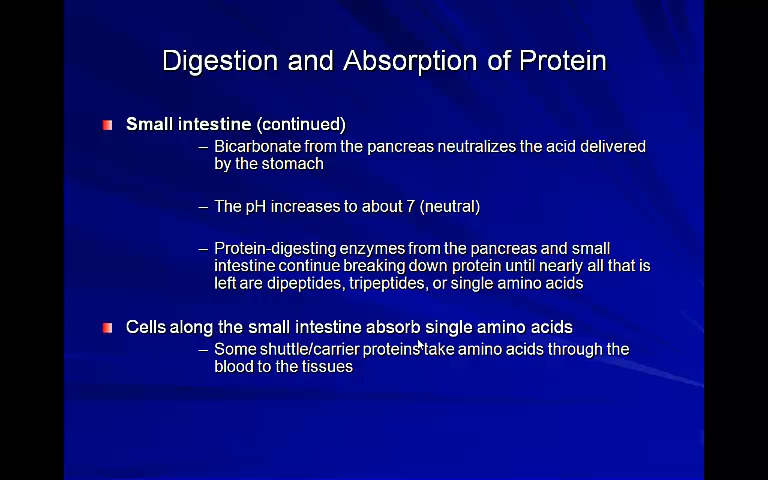 Digestion and Absorption of Protein
Small intestine (continued)
– Bicarbonate from the pancreas neutralizes the acid delivered
by the stomach
– The pH increases to about 7 (neutral)
– Protein-digesting enzymes from the pancreas and small
intestine continue breaking down protein until nearly all that is
left are dipeptides, tripeptides, or single amino acids
Cells along the small intestine absorb single amino acids
– Some shuttle/carrier proteins take amino acids through the
blood to the tissues